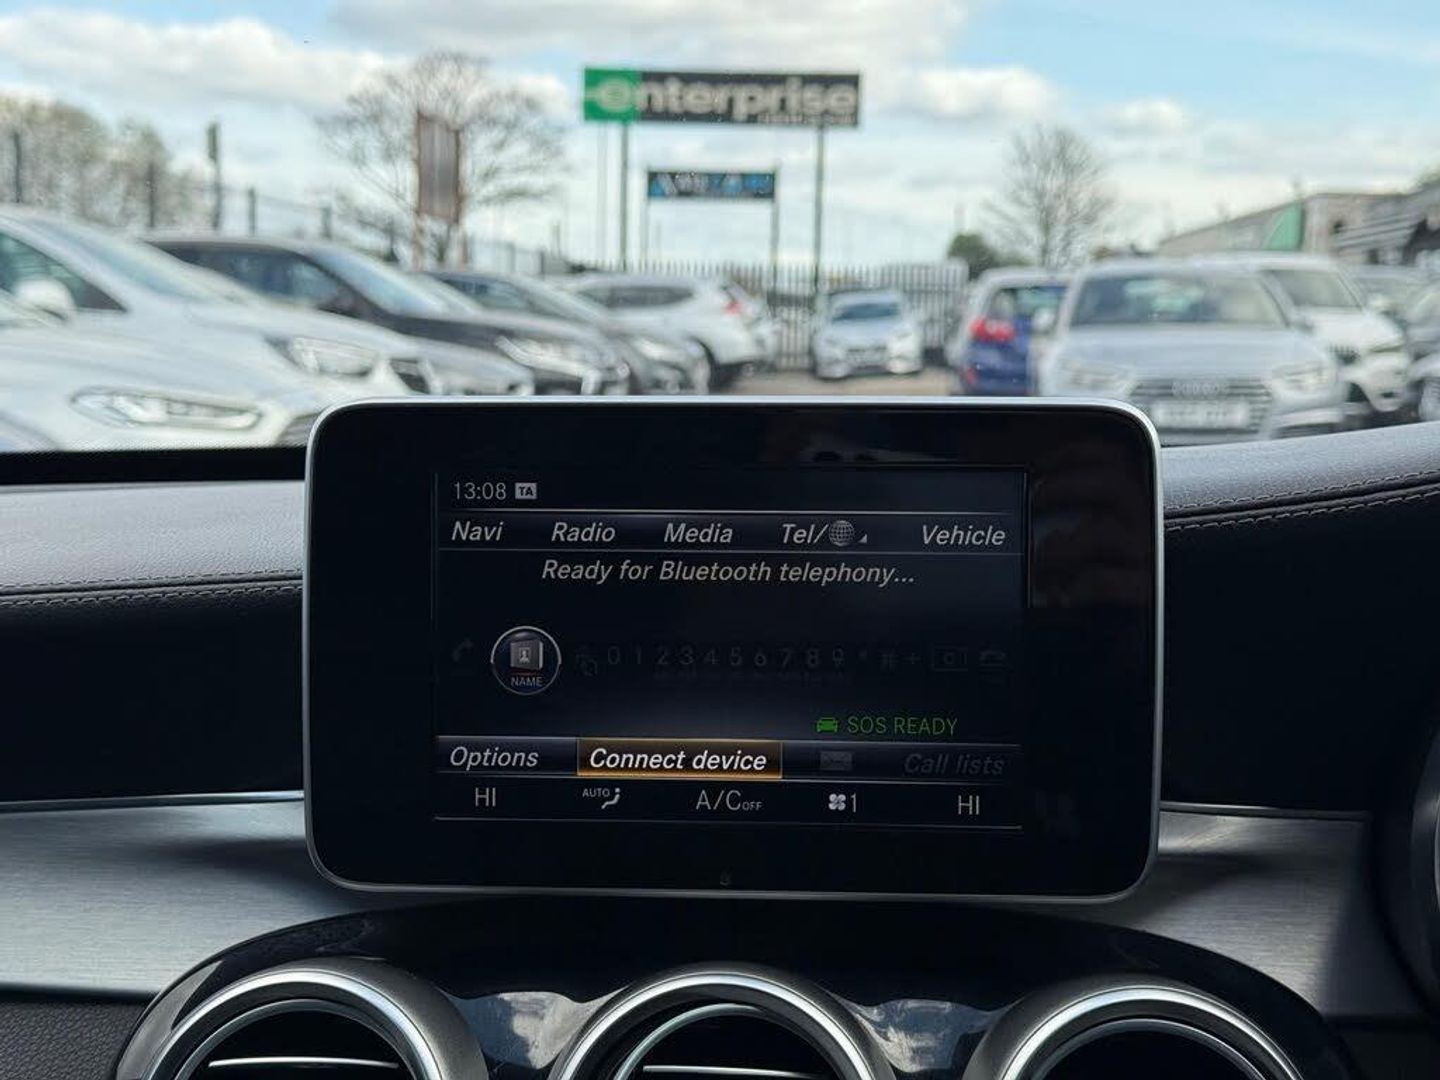 enterprise
13:08 TA
Navi Radio Media Tel/ Vehicle
Ready for Bluetooth telephony...
NAME 0 1 2 3 4 5 6 7 8 9 * # + C
SOS READY
Options Connect device Call lists
HI AUTO A/C OFF 1 HI